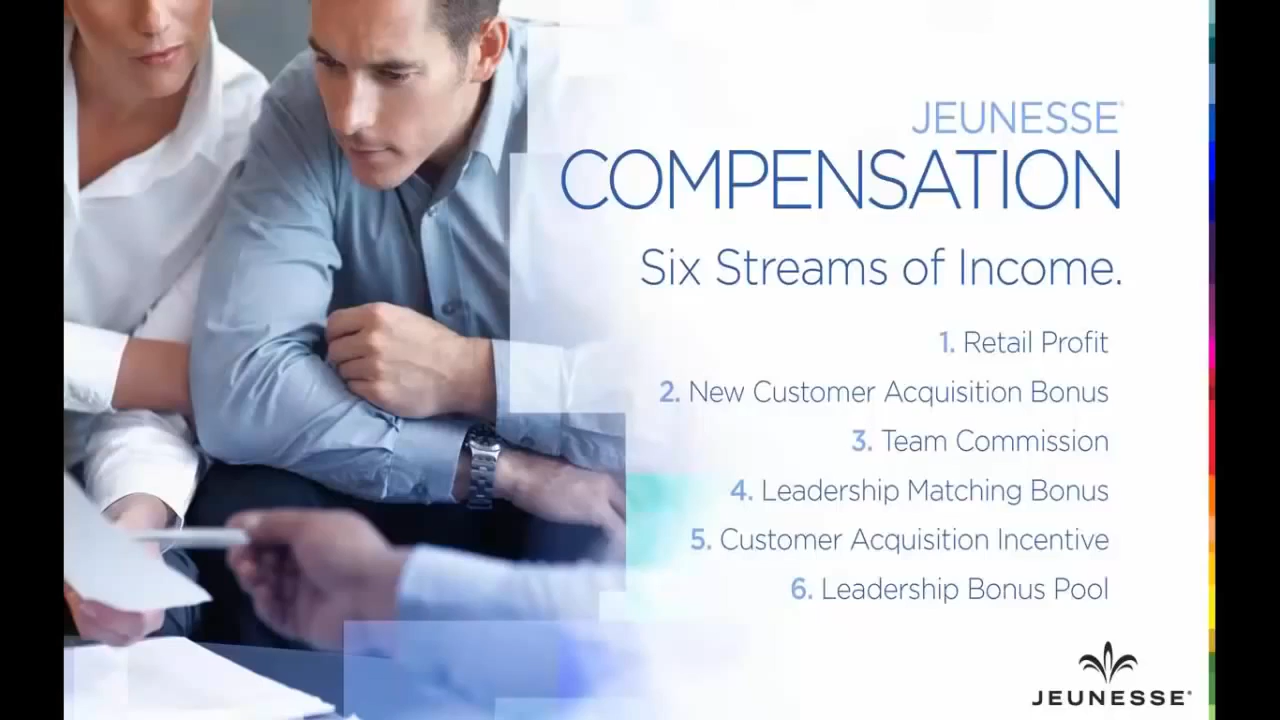 JEUNESSE®
COMPENSATION
Six Streams of Income.
1. Retail Profit
2. New Customer Acquisition Bonus
3. Team Commission
4. Leadership Matching Bonus
5. Customer Acquisition Incentive
6. Leadership Bonus Pool
JEUNESSE®